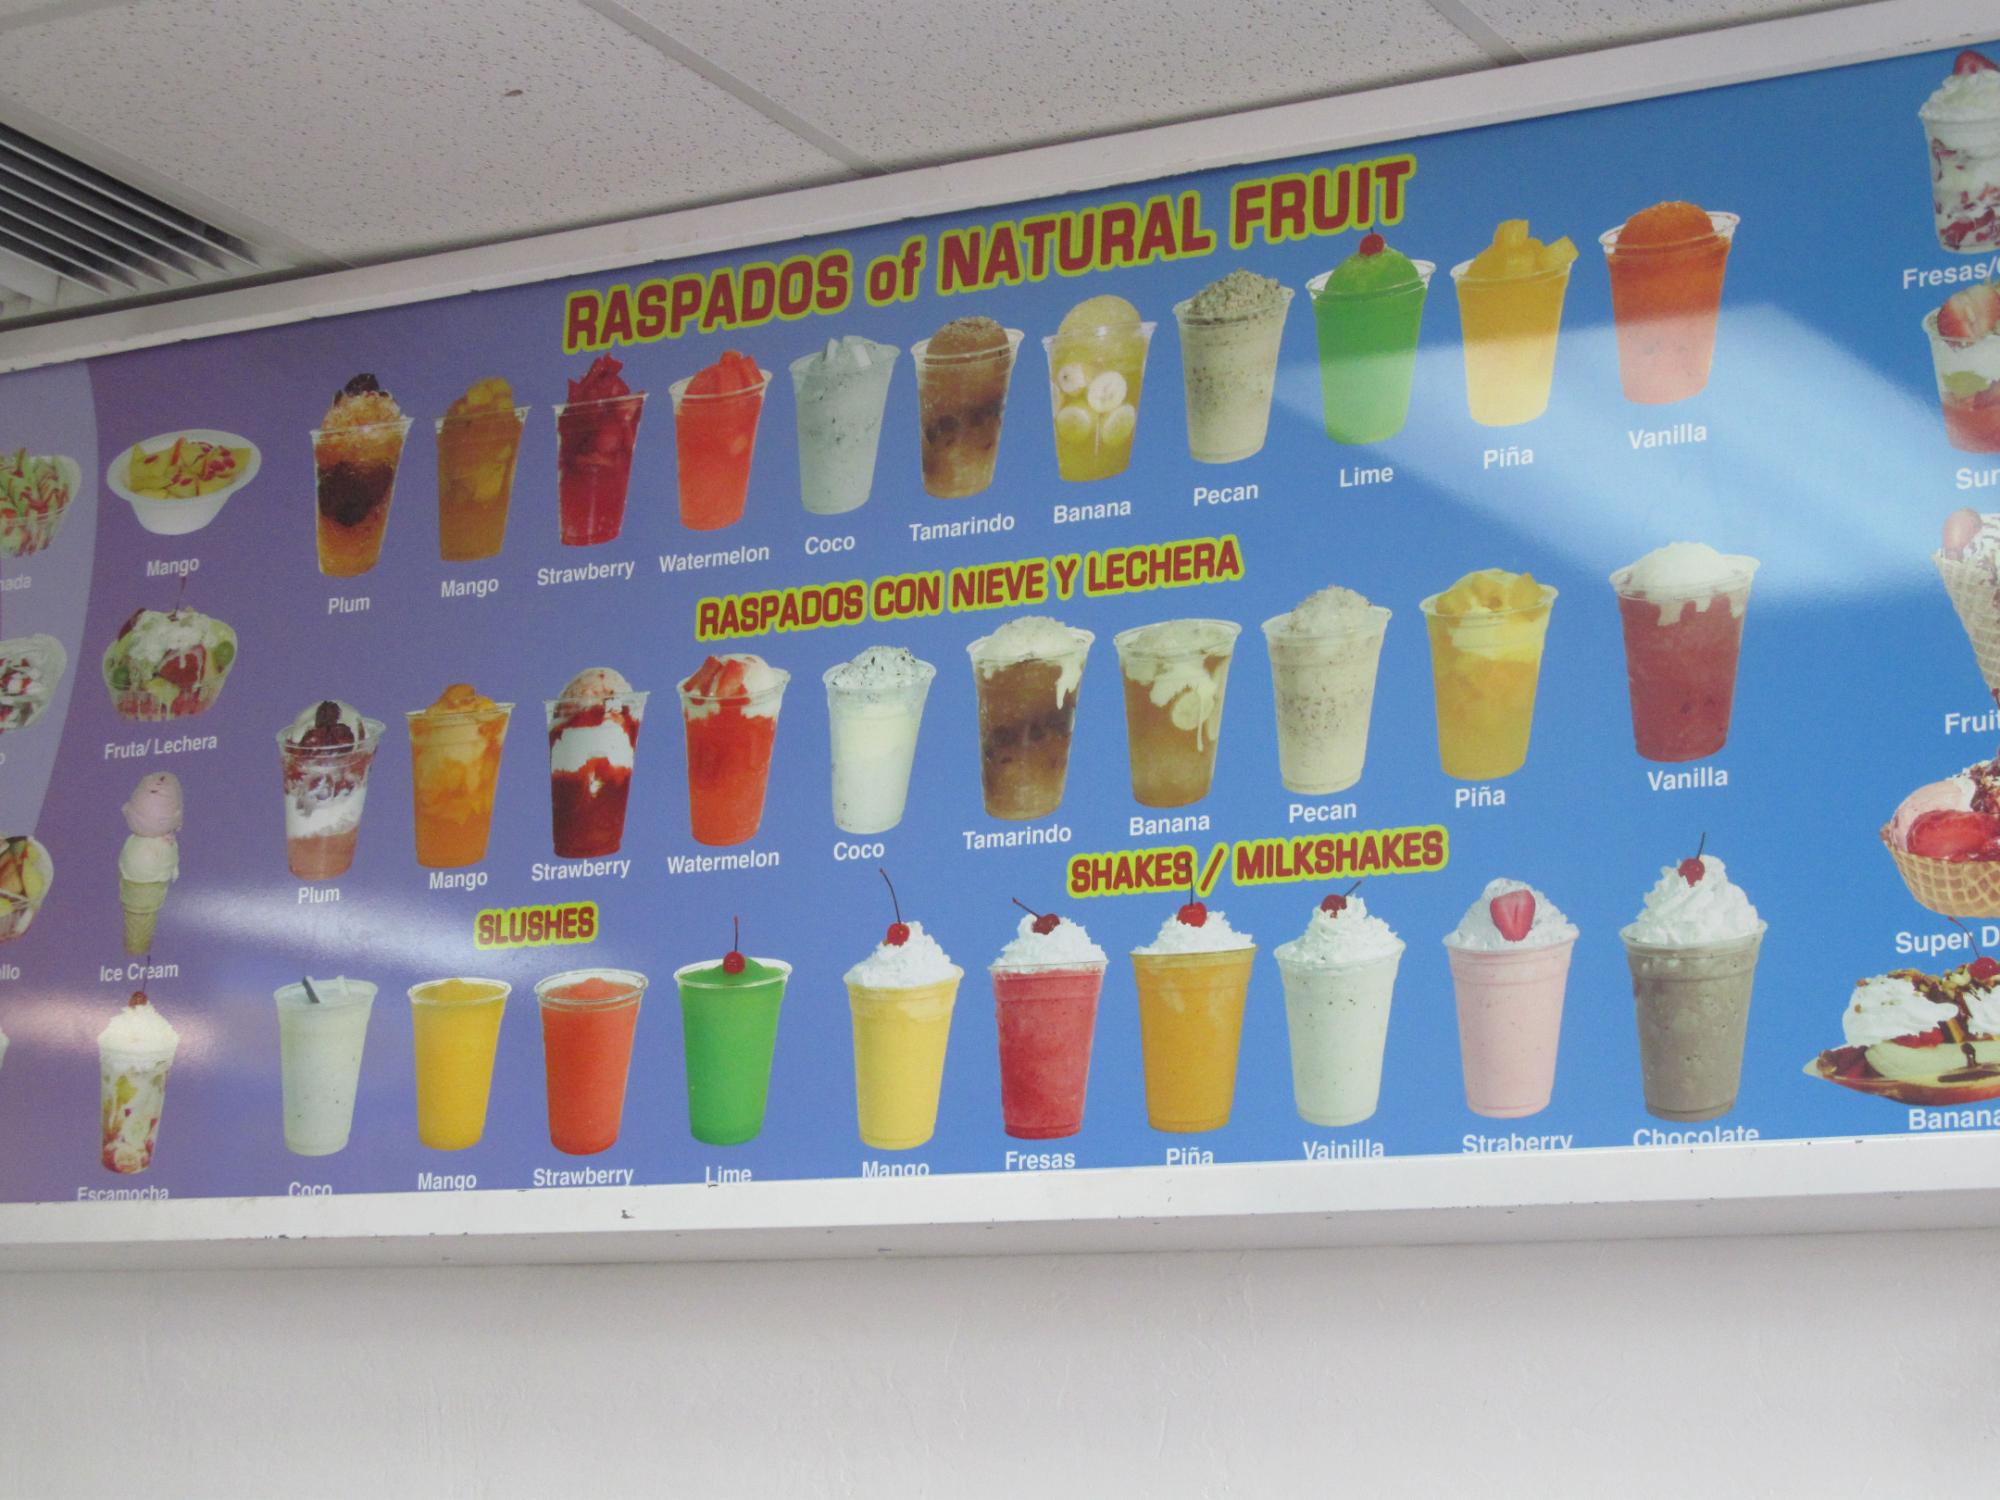 RASPADOS of NATURAL FRUIT
Plum
Mango
Strawberry
Watermelon
Coco
Tamarindo
Banana
Pecan
Lime
Piña
Vanilla
RASPADOS CON NIEVE Y LECHERA
Plum
Mango
Strawberry
Watermelon
Coco
Tamarindo
Banana
Pecan
Piña
Vanilla
SLUSHES
Coco
Mango
Strawberry
Lime
SHAKES / MILKSHAKES
Mango
Fresas
Piña
Vainilla
Straberry
Chocolate
Mango
Fruta/ Lechera
Ice Cream
Escamocha
Fresas/
Super
Banana